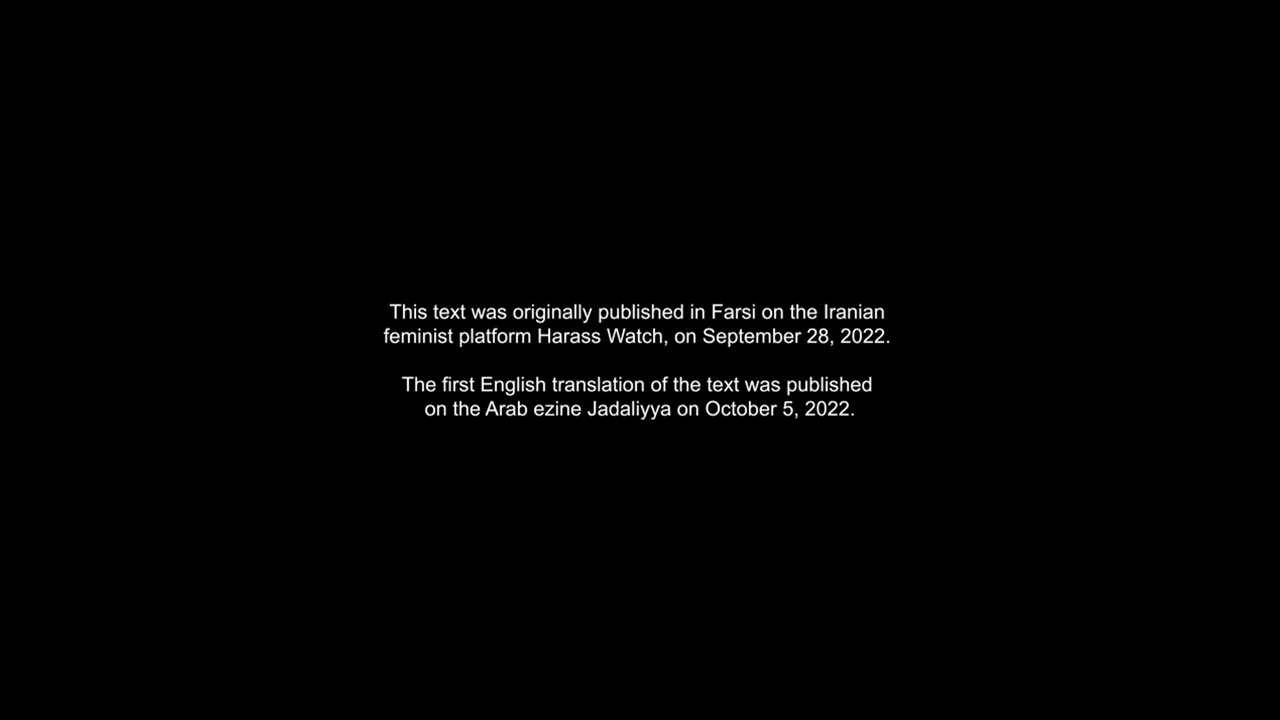 This text was originally published in Farsi on the Iranian
feminist platform Harass Watch, on September 28, 2022.
The first English translation of the text was published
on the Arab ezine Jadaliyya on October 5, 2022.